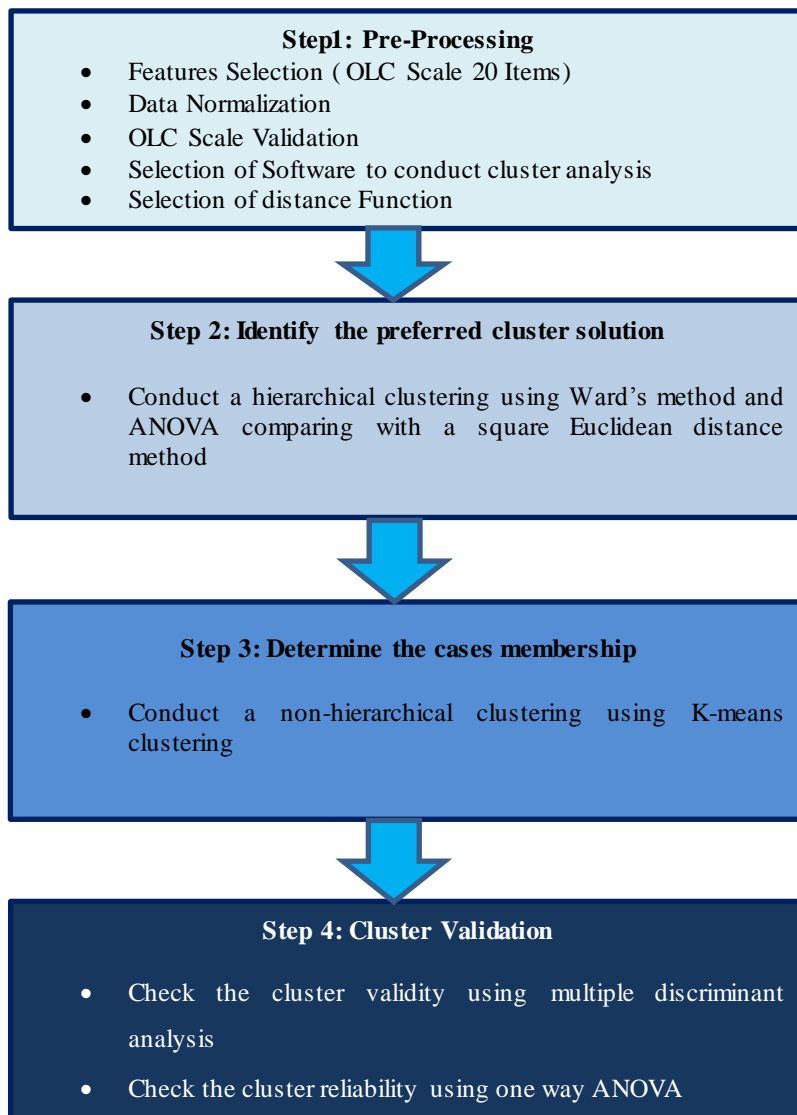 Step1: Pre-Processing
• Features Selection ( OLC Scale 20 Items)
• Data Normalization
• OLC Scale Validation
• Selection of Software to conduct cluster analysis
• Selection of distance Function
Step 2: Identify the preferred cluster solution
• Conduct a hierarchical clustering using Ward’s method and
ANOVA comparing with a square Euclidean distance
method
Step 3: Determine the cases membership
• Conduct a non-hierarchical clustering using K-means
clustering
Step 4: Cluster Validation
• Check the cluster validity using multiple discriminant
analysis
• Check the cluster reliability using one way ANOVA